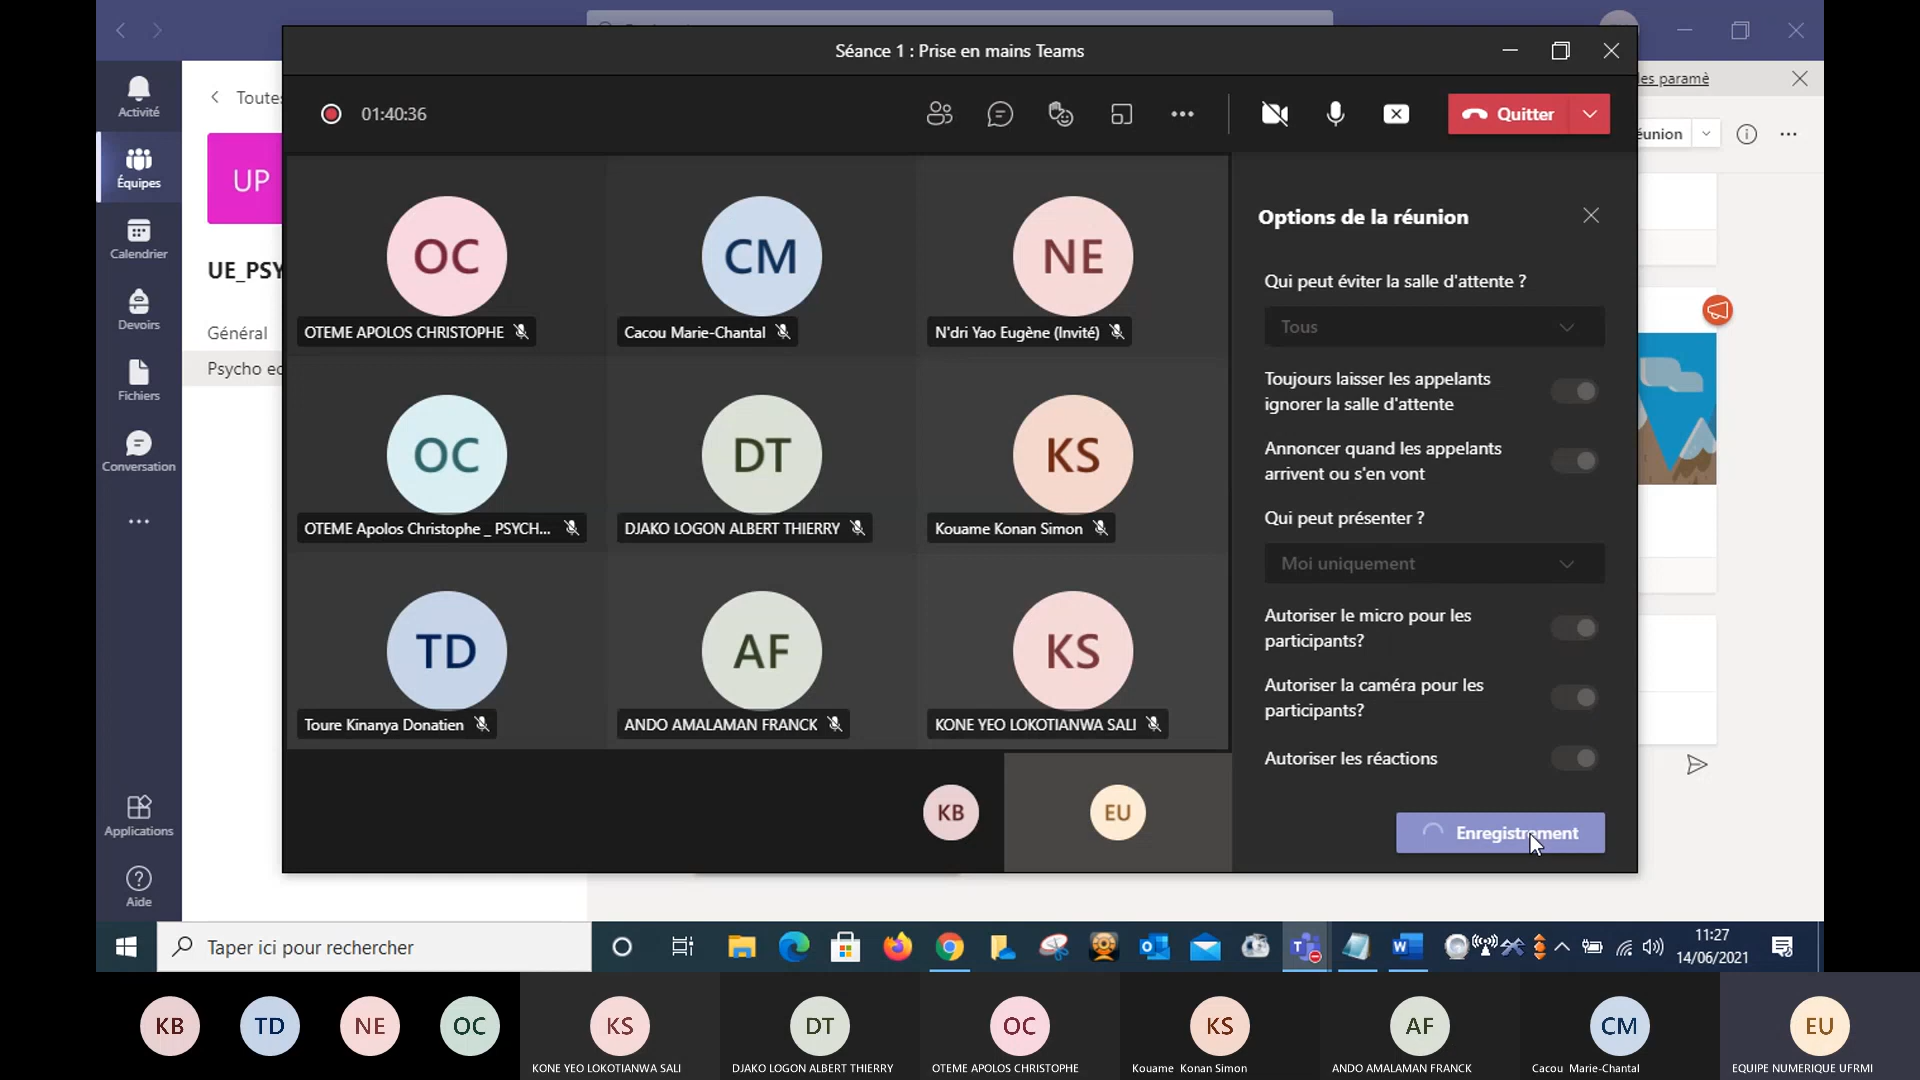 Séance 1 : Prise en mains Teams
01:40:36
Quitter
Activité
Équipes
Calendrier
Devoirs
Fichiers
Conversation
Applications
Aide
Toute
UP
UE_PSY
Général
Psycho ed
les paramè
éunion
OC
OTEME APOLOS CHRISTOPHE
CM
Cacou Marie-Chantal
NE
N'dri Yao Eugène (Invité)
OC
OTEME Apolos Christophe _ PSYCH...
DT
DJAKO LOGON ALBERT THIERRY
KS
Kouame Konan Simon
TD
Toure Kinanya Donatien
AF
ANDO AMALAMAN FRANCK
KS
KONE YEO LOKOTIANWA SALI
KB
EU
Options de la réunion
Qui peut éviter la salle d'attente ?
Tous
Toujours laisser les appelants
ignorer la salle d'attente
Annoncer quand les appelants
arrivent ou s'en vont
Qui peut présenter ?
Moi uniquement
Autoriser le micro pour les
participants?
Autoriser la caméra pour les
participants?
Autoriser les réactions
Enregistrement
Taper ici pour rechercher
11:27
14/06/2021
KB
TD
NE
OC
KS
KONE YEO LOKOTIANWA SALI
DT
DJAKO LOGON ALBERT THIERRY
OC
OTEME APOLOS CHRISTOPHE
KS
Kouame Konan Simon
AF
ANDO AMALAMAN FRANCK
CM
Cacou Marie-Chantal
EU
EQUIPE NUMERIQUE UFRMI